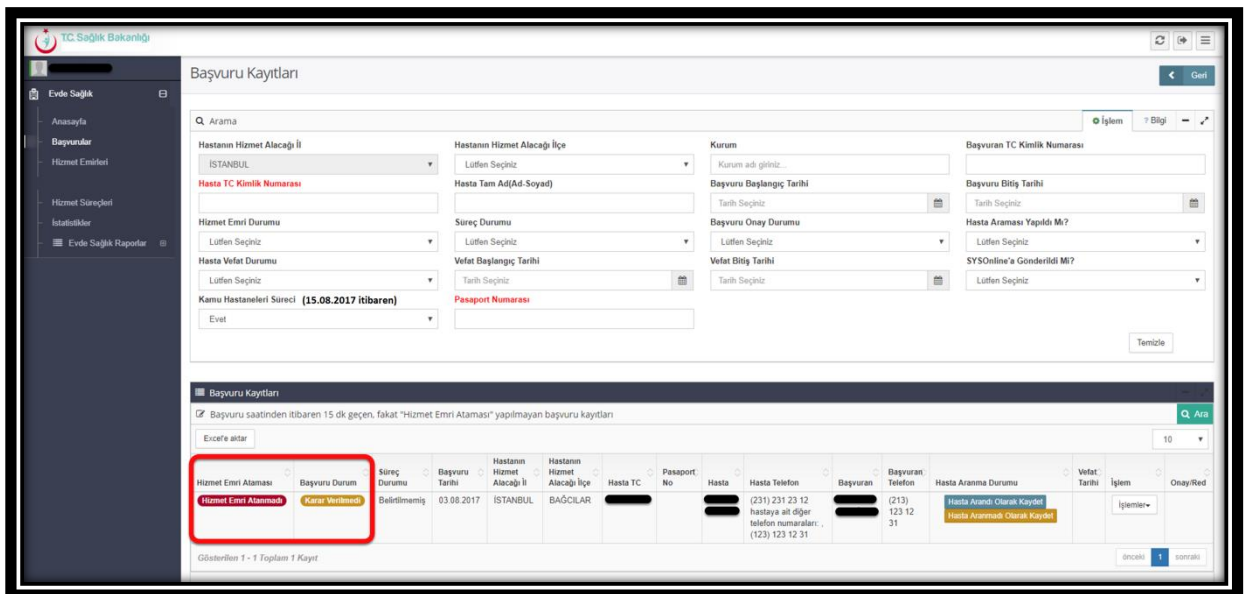 T.C. Sağlık Bakanlığı
Başvuru Kayıtları
Geri
Evde Sağlık
Anasayfa
Başvurular
Hizmet Emirleri
Hizmet Süreçleri
İstatistikler
Evde Sağlık Raporlar
Arama
İşlem
? Bilgi
Hastanın Hizmet Alacağı İl
Hastanın Hizmet Alacağı İlçe
Kurum
Başvuran TC Kimlik Numarası
İSTANBUL
Lütfen Seçiniz
Kurum adı giriniz...
Hasta TC Kimlik Numarası
Hasta Tam Ad(Ad-Soyad)
Başvuru Başlangıç Tarihi
Başvuru Bitiş Tarihi
Tarih Seçiniz
Tarih Seçiniz
Hizmet Emri Durumu
Süreç Durumu
Başvuru Onay Durumu
Hasta Araması Yapıldı Mı?
Lütfen Seçiniz
Lütfen Seçiniz
Lütfen Seçiniz
Lütfen Seçiniz
Hasta Vefat Durumu
Vefat Başlangıç Tarihi
Vefat Bitiş Tarihi
SYSOnline'a Gönderildi Mi?
Lütfen Seçiniz
Tarih Seçiniz
Tarih Seçiniz
Lütfen Seçiniz
Kamu Hastaneleri Süreci (15.08.2017 itibaren)
Pasaport Numarası
Evet
Temizle
Başvuru Kayıtları
Başvuru saatinden itibaren 15 dk geçen, fakat "Hizmet Emri Ataması" yapılmayan başvuru kayıtları
Ara
Excel'e aktar
10
Hizmet Emri Ataması
Başvuru Durum
Süreç
Durumu
Başvuru
Tarihi
Hastanın
Hizmet
Alacağı İl
Hastanın
Hizmet
Alacağı İlçe
Hasta TC
Pasaport
No
Hasta
Hasta Telefon
Başvuran
Başvuran
Telefon
Hasta Aranma Durumu
Vefat
Tarihi
İşlem
Onay/Red
Hizmet Emri Atanmadı
Karar Verilmedi
Belirtilmemiş
03.08.2017
İSTANBUL
BAĞCILAR
(231) 231 23 12
hastaya ait diğer
telefon numaraları: ,
(123) 123 12 31
(213)
123 12
31
Hasta Arandı Olarak Kaydet
Hasta Aranmadı Olarak Kaydet
İşlemler
Gösterilen 1 - 1 Toplam 1 Kayıt
önceki
1
sonraki